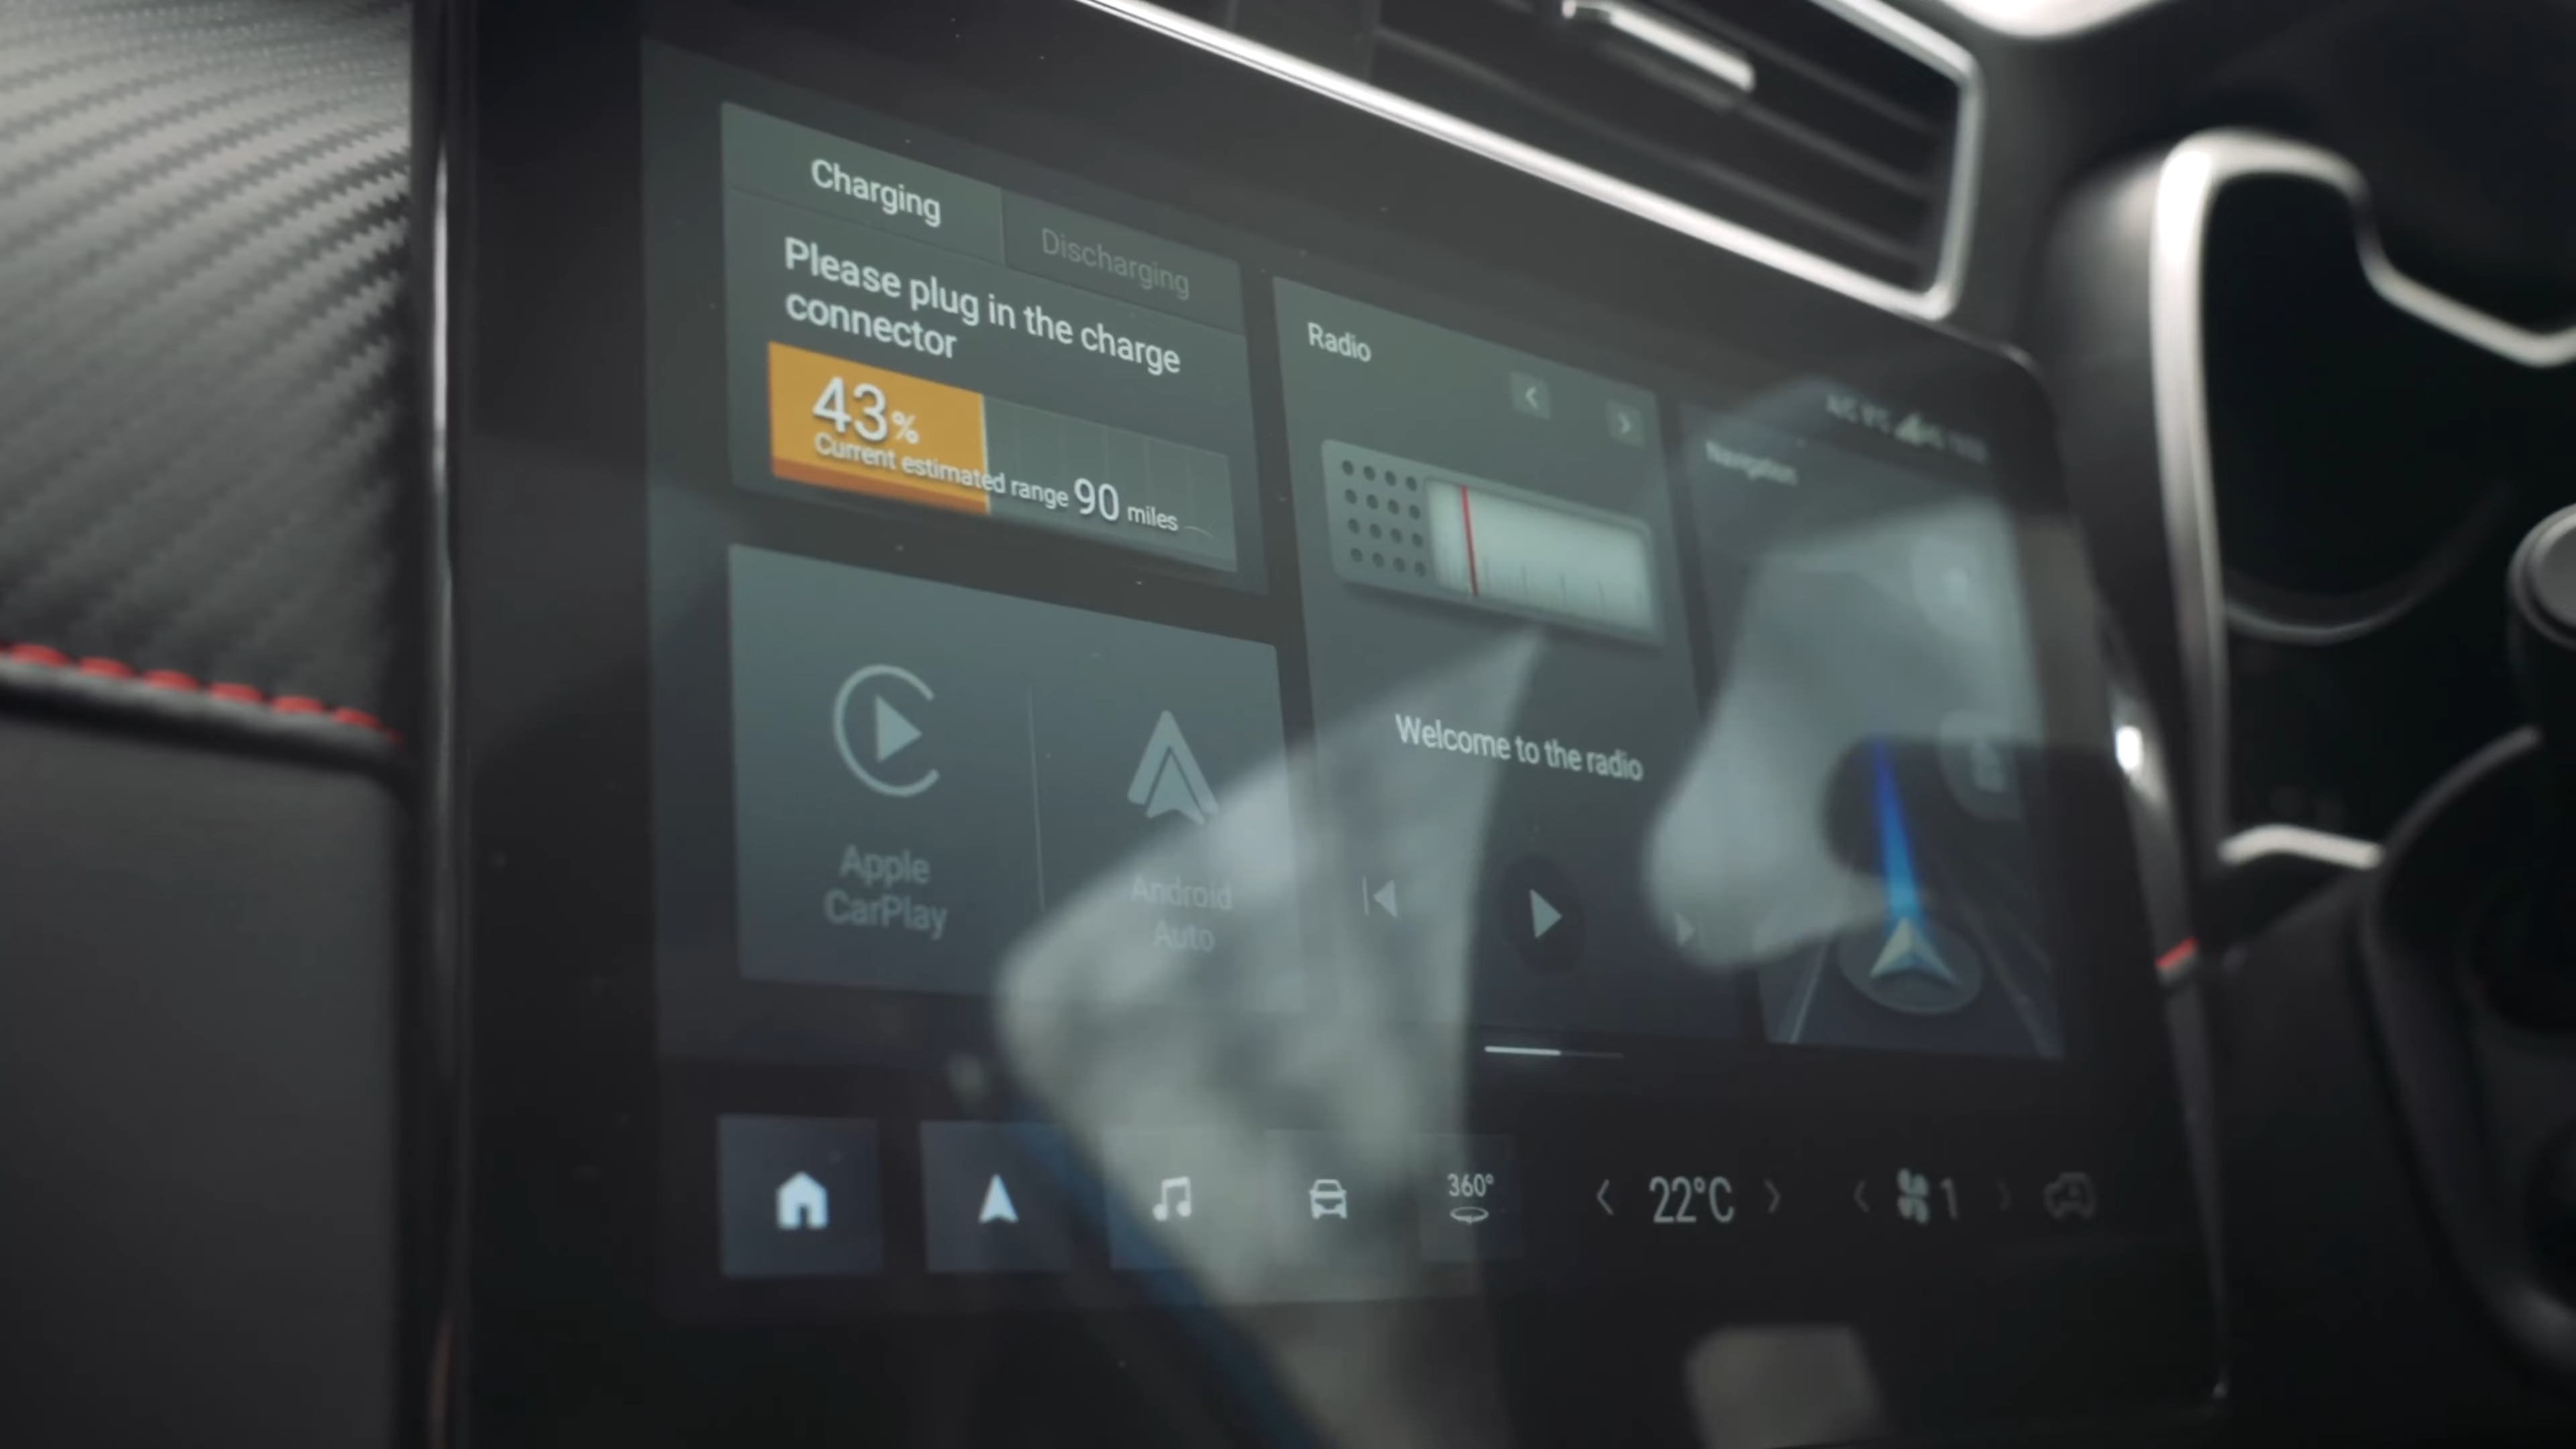 Charging
Discharging
Please plug in the charge
connector
43%
Current estimated range 90 miles
Radio
Navigation
Welcome to the radio
Apple
CarPlay
Android
Auto
360°
22°C
1